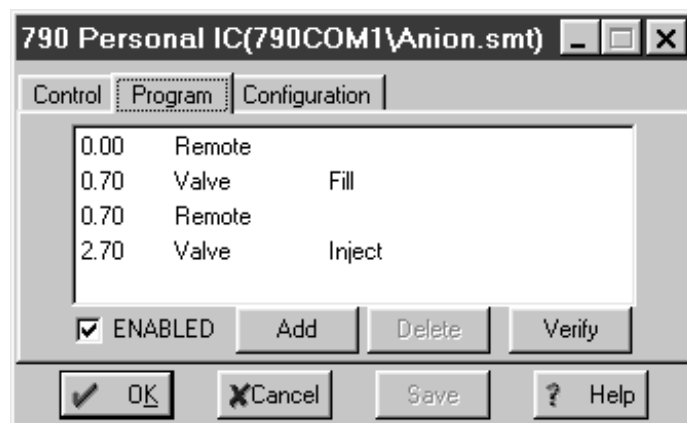 790 Personal IC(790COM1\Anion.smt)
Control Program Configuration
0.00 Remote
0.70 Valve Fill
0.70 Remote
2.70 Valve Inject
ENABLED Add Delete Verify
OK Cancel Save ? Help